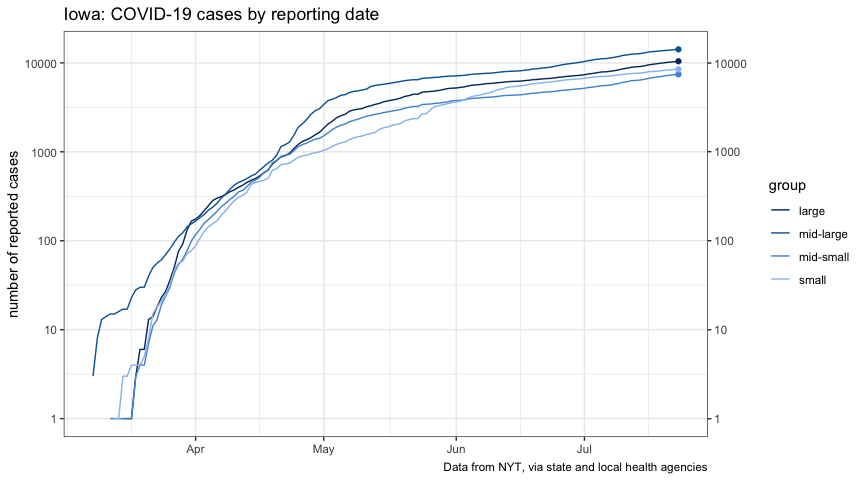 Iowa: COVID-19 cases by reporting date
number of reported cases
10000
1000
100
10
1
10000
1000
100
10
1
Apr
May
Jun
Jul
group
large
mid-large
mid-small
small
Data from NYT, via state and local health agencies